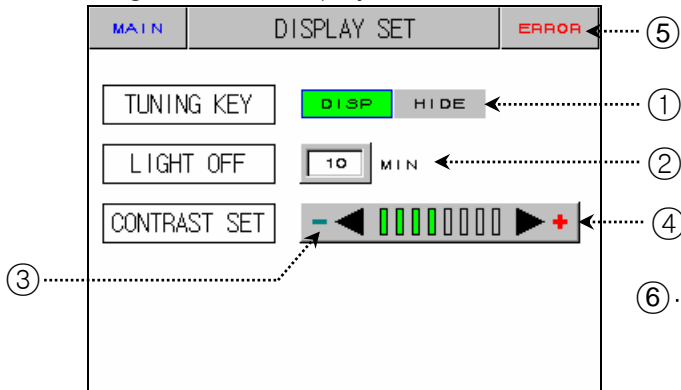 MAIN DISPLAY SET ERROR ⑤
TUNING KEY DISP HIDE ①
LIGHT OFF 10 MIN ②
CONTRAST SET - + ④
③
⑥